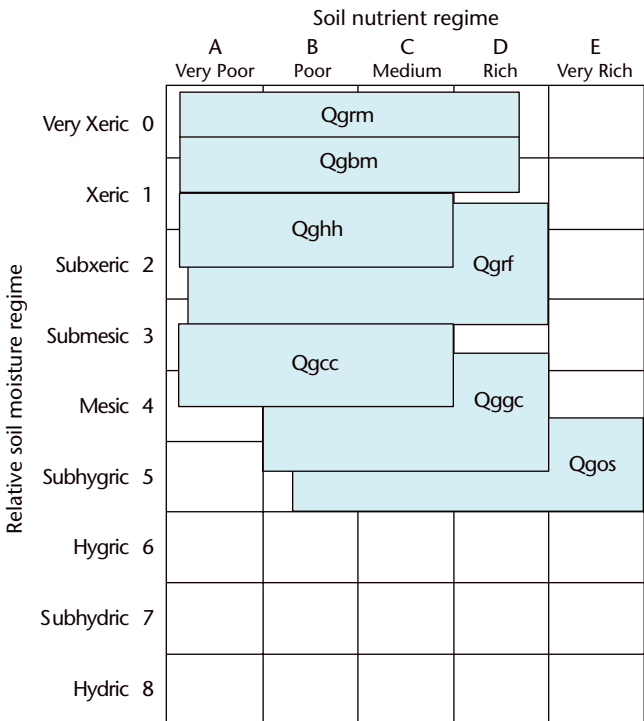 Soil nutrient regime
A B C D E
Very Poor Poor Medium Rich Very Rich
Relative soil moisture regime
Very Xeric 0
Xeric 1
Subxeric 2
Submesic 3
Mesic 4
Subhygric 5
Hygric 6
Subhydric 7
Hydric 8
Qgrm
Qgbm
Qghh
Qgrf
Qgcc
Qggc
Qgos